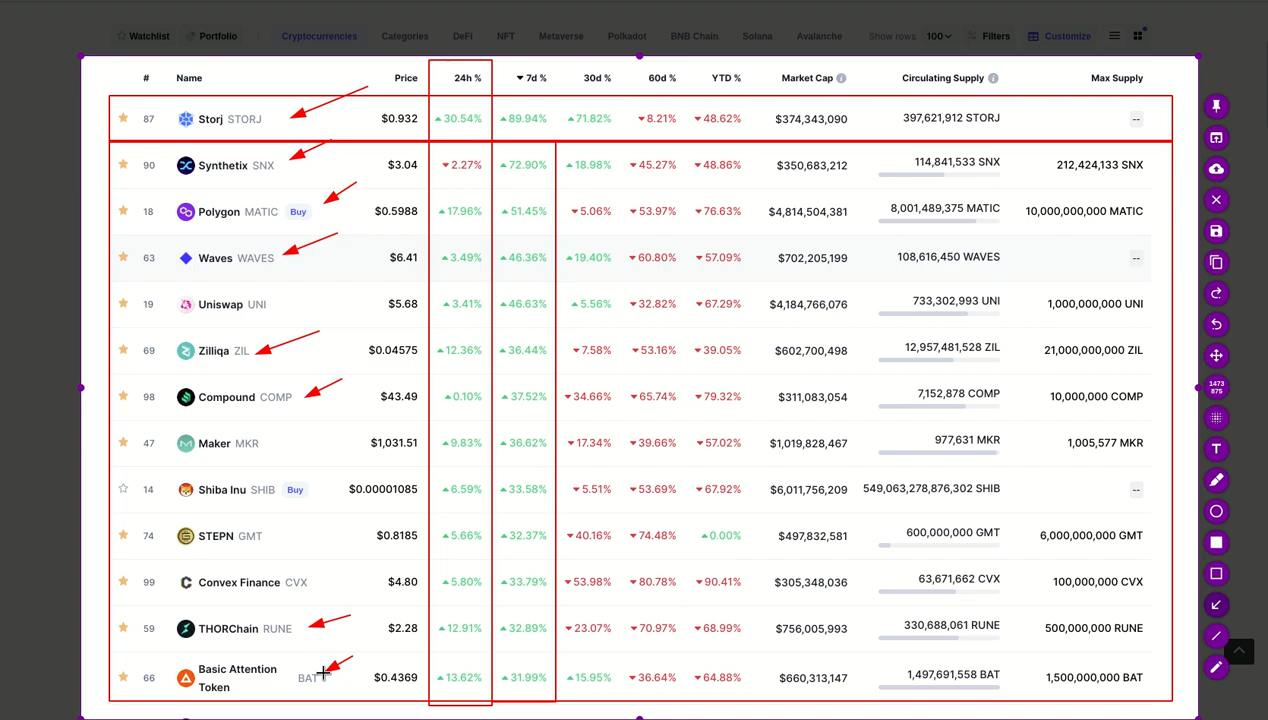 Watchlist Portfolio Cryptocurrencies Categories DeFi NFT Metaverse Polkadot BNB Chain Solana Avalanche Show rows 100 Filters Customize
# Name Price 24h % 7d % 30d % 60d % YTD % Market Cap Circulating Supply Max Supply
87 Storj STORJ $0.932 30.54% 89.94% 71.82% 8.21% 48.62% $374,343,090 397,621,912 STORJ --
90 Synthetix SNX $3.04 2.27% 72.90% 18.98% 45.27% 48.86% $350,683,212 114,841,533 SNX 212,424,133 SNX
18 Polygon MATIC Buy $0.5988 17.96% 51.45% 5.06% 53.97% 76.63% $4,814,504,381 8,001,489,375 MATIC 10,000,000,000 MATIC
63 Waves WAVES $6.41 3.49% 46.36% 19.40% 60.80% 57.09% $702,205,199 108,616,450 WAVES --
19 Uniswap UNI $5.68 3.41% 46.63% 5.56% 32.82% 67.29% $4,184,766,076 733,302,993 UNI 1,000,000,000 UNI
69 Zilliqa ZIL $0.04575 12.36% 36.44% 7.58% 53.16% 39.05% $602,700,498 12,957,481,528 ZIL 21,000,000,000 ZIL
98 Compound COMP $43.49 0.10% 37.52% 34.66% 65.74% 79.32% $311,083,054 7,152,878 COMP 10,000,000 COMP
47 Maker MKR $1,031.51 9.83% 36.62% 17.34% 39.66% 57.02% $1,019,828,467 977,631 MKR 1,005,577 MKR
14 Shiba Inu SHIB Buy $0.00001085 6.59% 33.58% 5.51% 53.69% 67.92% $6,011,756,209 549,063,278,876,302 SHIB --
74 STEPN GMT $0.8185 5.66% 32.37% 40.16% 74.48% 0.00% $497,832,581 600,000,000 GMT 6,000,000,000 GMT
99 Convex Finance CVX $4.80 5.80% 33.79% 53.98% 80.78% 90.41% $305,348,036 63,671,662 CVX 100,000,000 CVX
59 THORChain RUNE $2.28 12.91% 32.89% 23.07% 70.97% 68.99% $756,005,993 330,688,061 RUNE 500,000,000 RUNE
66 Basic Attention Token BAT $0.4369 13.62% 31.99% 15.95% 36.64% 64.88% $660,313,147 1,497,691,558 BAT 1,500,000,000 BAT
1473
875
T